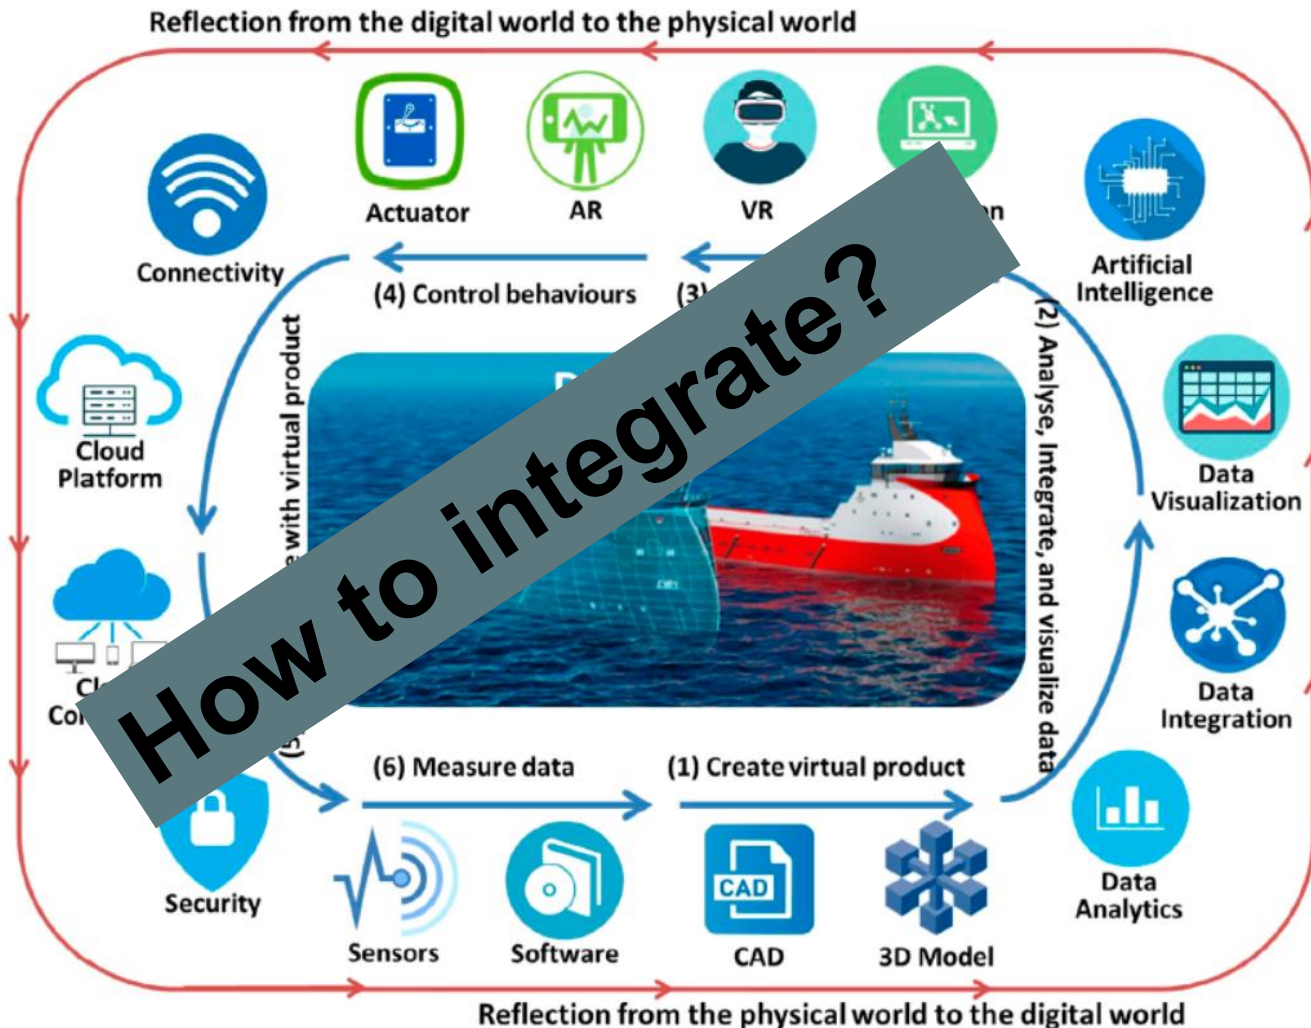 Reflection from the digital world to the physical world
Actuator
AR
VR
Connectivity
Artificial
Intelligence
(4) Control behaviours
(3)
(2) Analyse, Integrate, and visualize data
with virtual product
How to integrate?
Cloud
Platform
Data
Visualization
Data
Integration
(6) Measure data
(1) Create virtual product
CAD
Security
Sensors
Software
CAD
3D Model
Data
Analytics
Reflection from the physical world to the digital world